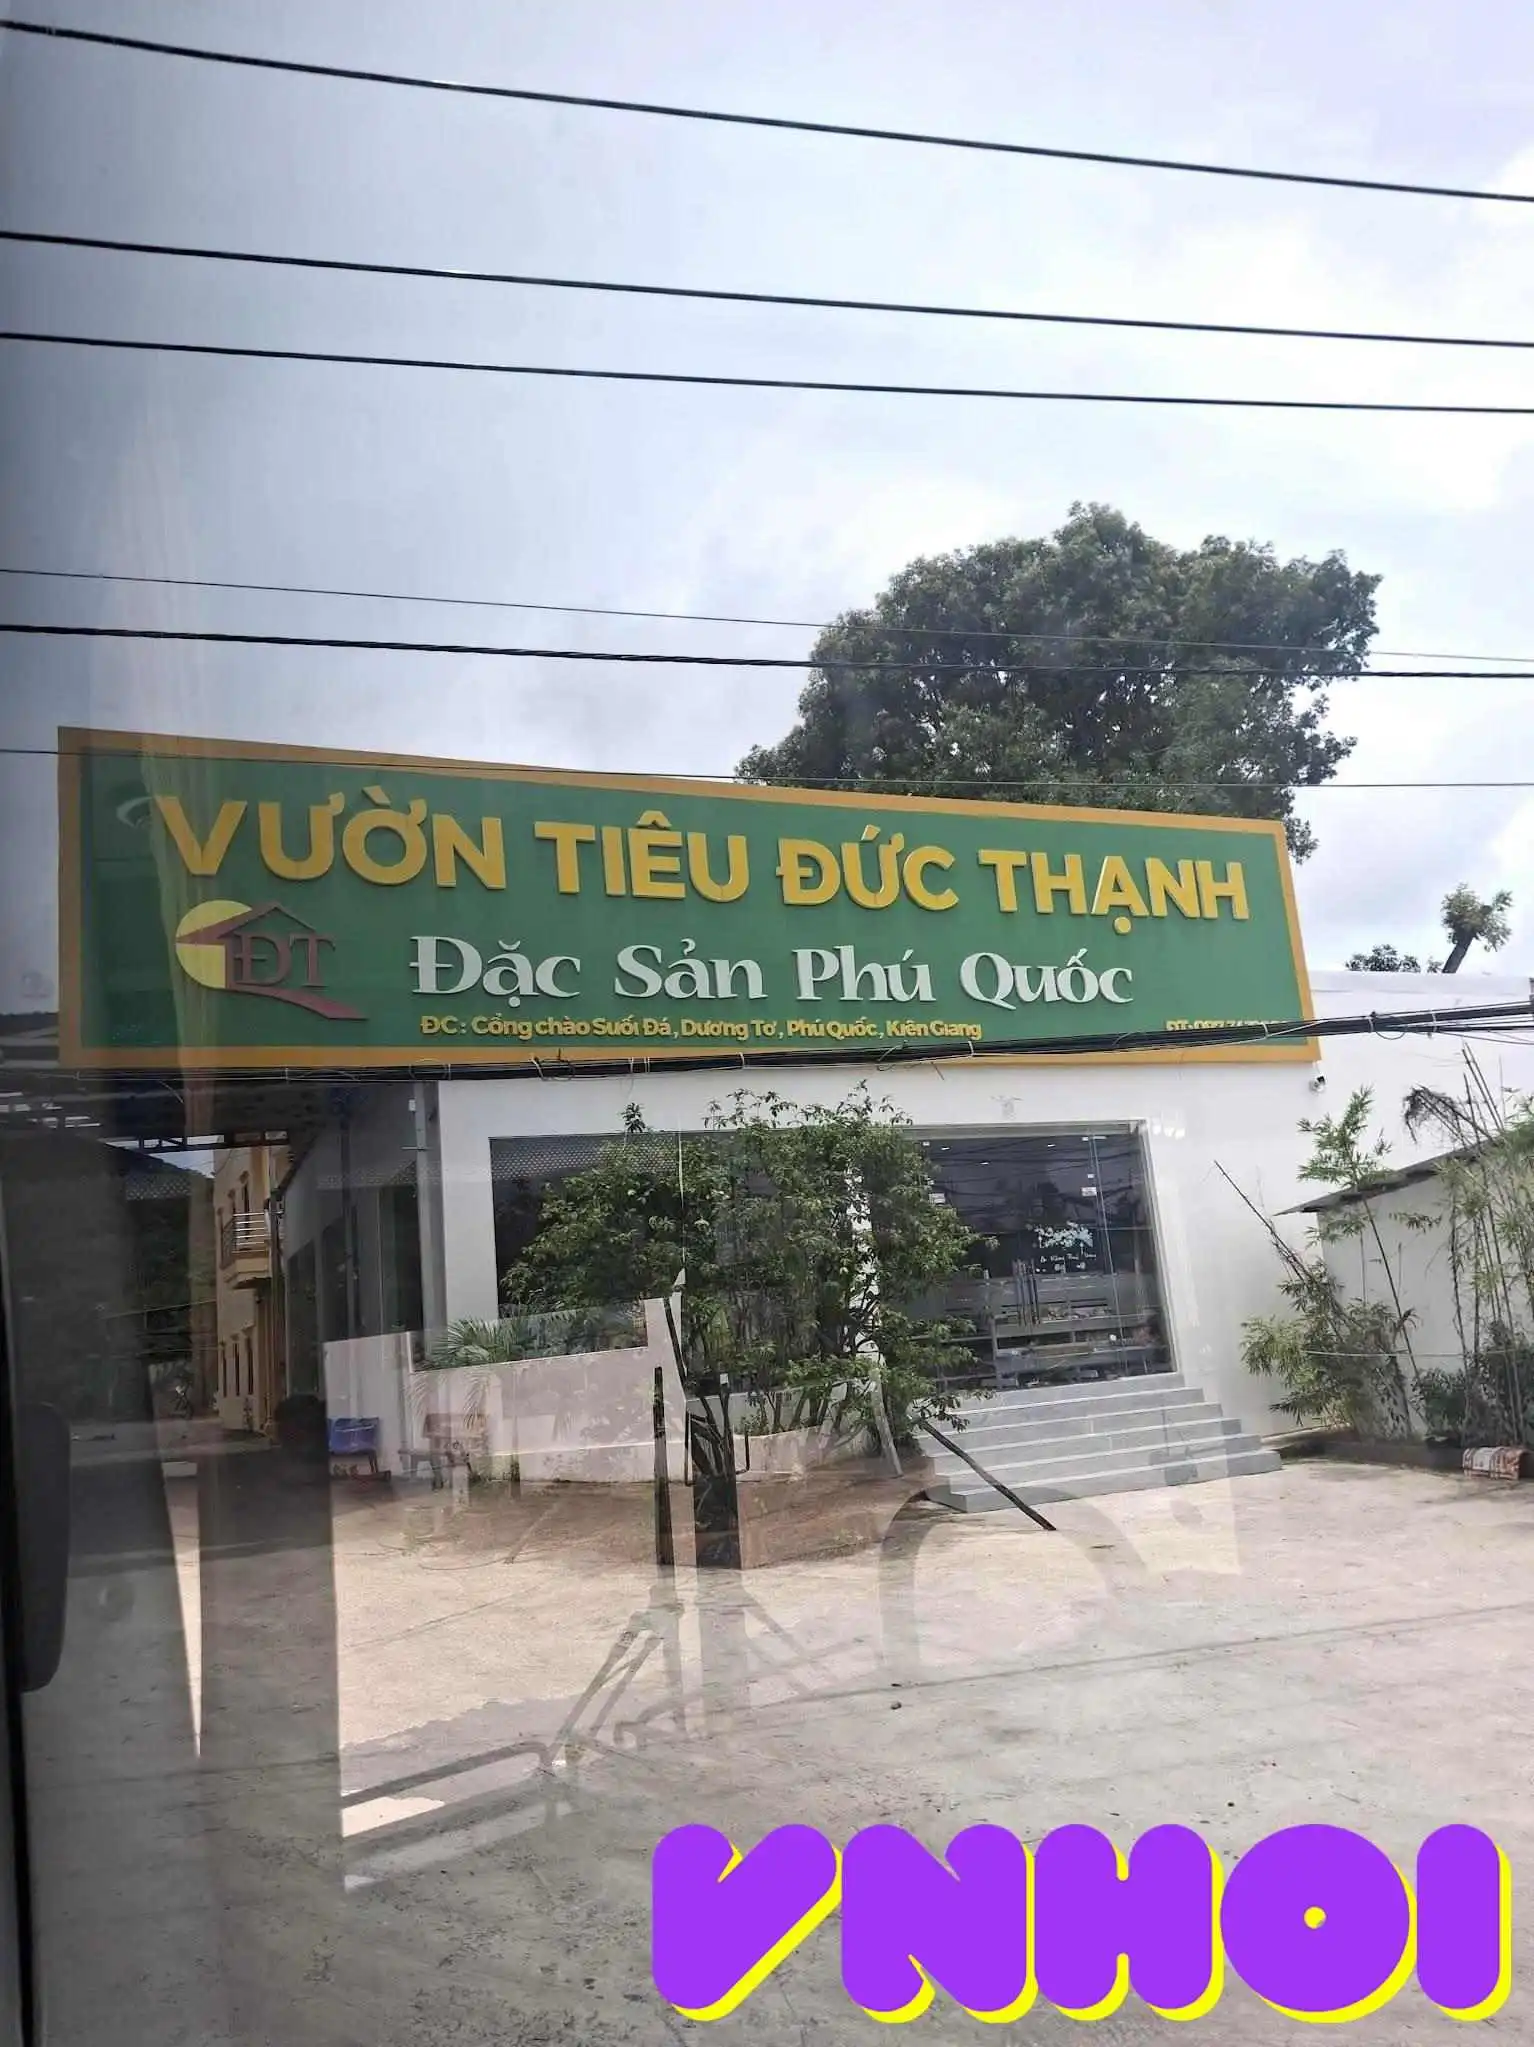 VƯỜN TIÊU ĐỨC THẠNH
ĐT
Đặc Sản Phú Quốc
ĐC: Cổng chào Suối Đá, Dương Tơ, Phú Quốc, Kiên Giang
VNHOI